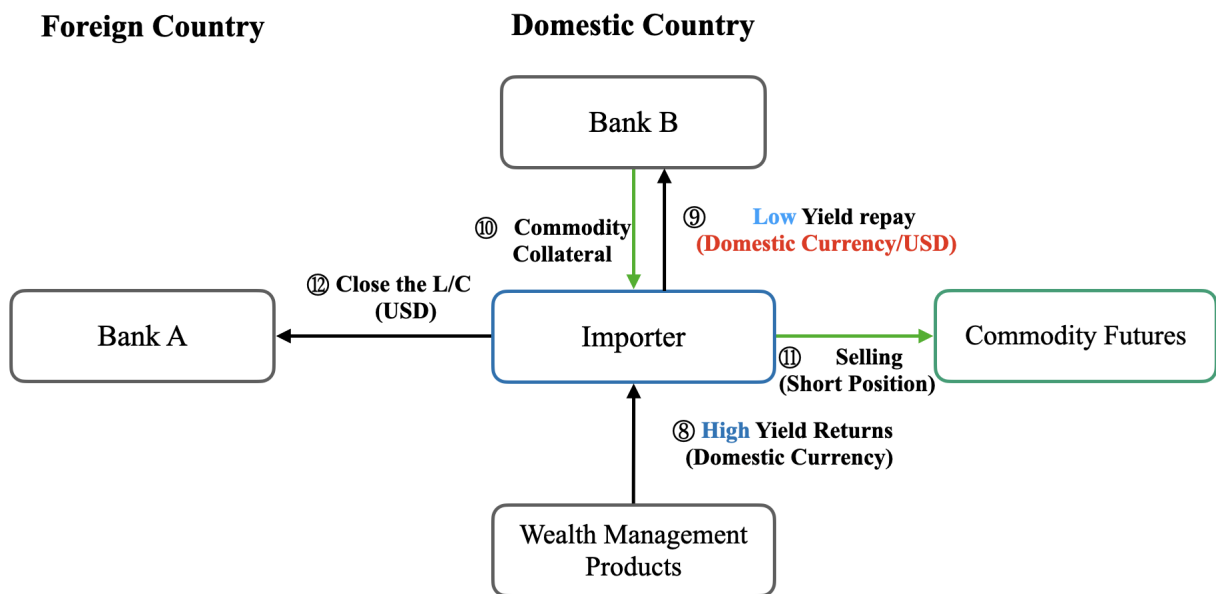 Foreign Country
Domestic Country
Bank B
⑩ Commodity
Collateral
⑨ Low Yield repay
(Domestic Currency/USD)
⑫ Close the L/C
(USD)
Bank A
Importer
Commodity Futures
⑪ Selling
(Short Position)
⑧ High Yield Returns
(Domestic Currency)
Wealth Management
Products